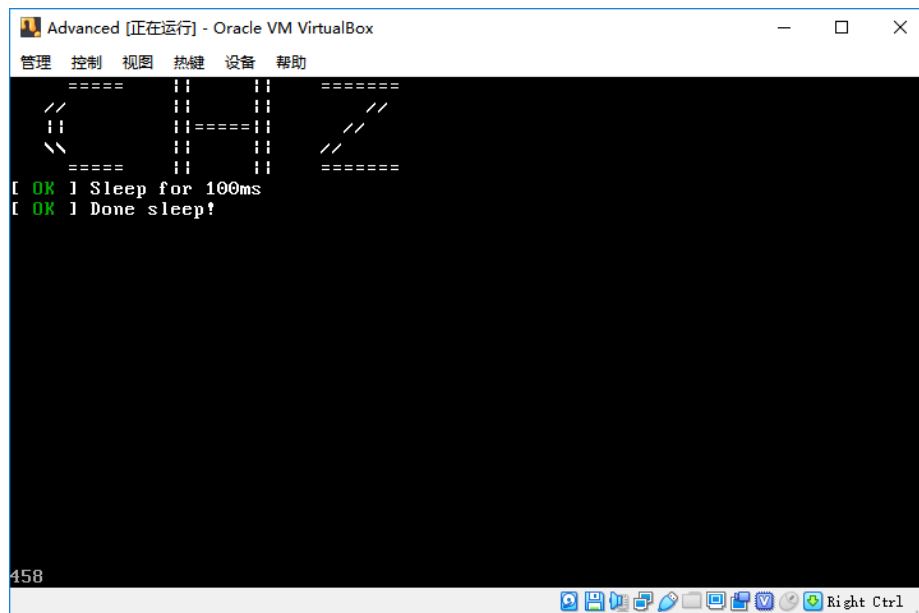 Advanced [正在运行] - Oracle VM VirtualBox
管理 控制 视图 热键 设备 帮助
      =====     ||      ||     =======
   //           ||      ||         //
   ||           ||=====||       //
   \\           ||      ||     //
      =====     ||      ||     =======
[ OK ] Sleep for 100ms
[ OK ] Done sleep!
458
Right Ctrl